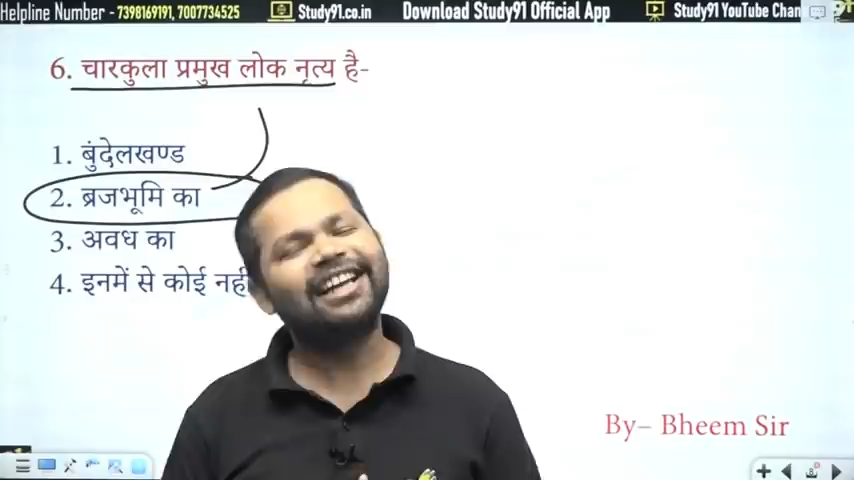 Helpline Number - 7398169191, 7007734525 Study91.co.in Download Study91 Official App Study91 YouTube Chan
6. चारकुला प्रमुख लोक नृत्य है-
1. बुंदेलखण्ड
2. ब्रजभूमि का
3. अवध का
4. इनमें से कोई नहीं
By– Bheem Sir